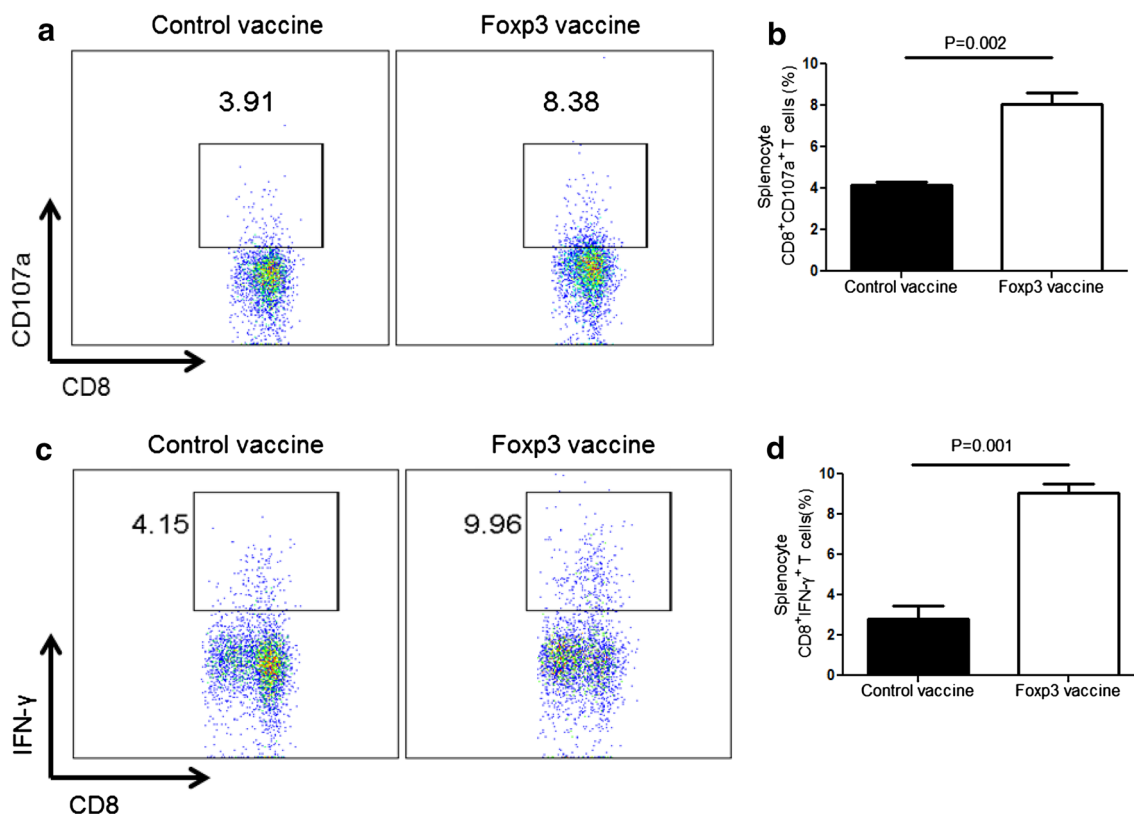 a
Control vaccine
Foxp3 vaccine
3.91
8.38
CD107a
CD8
b
P=0.002
Splenocyte
CD8⁺CD107a⁺ T cells (%)
10
8
6
4
2
0
Control vaccine
Foxp3 vaccine
c
Control vaccine
Foxp3 vaccine
4.15
9.96
IFN-γ
CD8
d
P=0.001
Splenocyte
CD8⁺IFN-γ⁺ T cells(%)
10
8
6
4
2
0
Control vaccine
Foxp3 vaccine